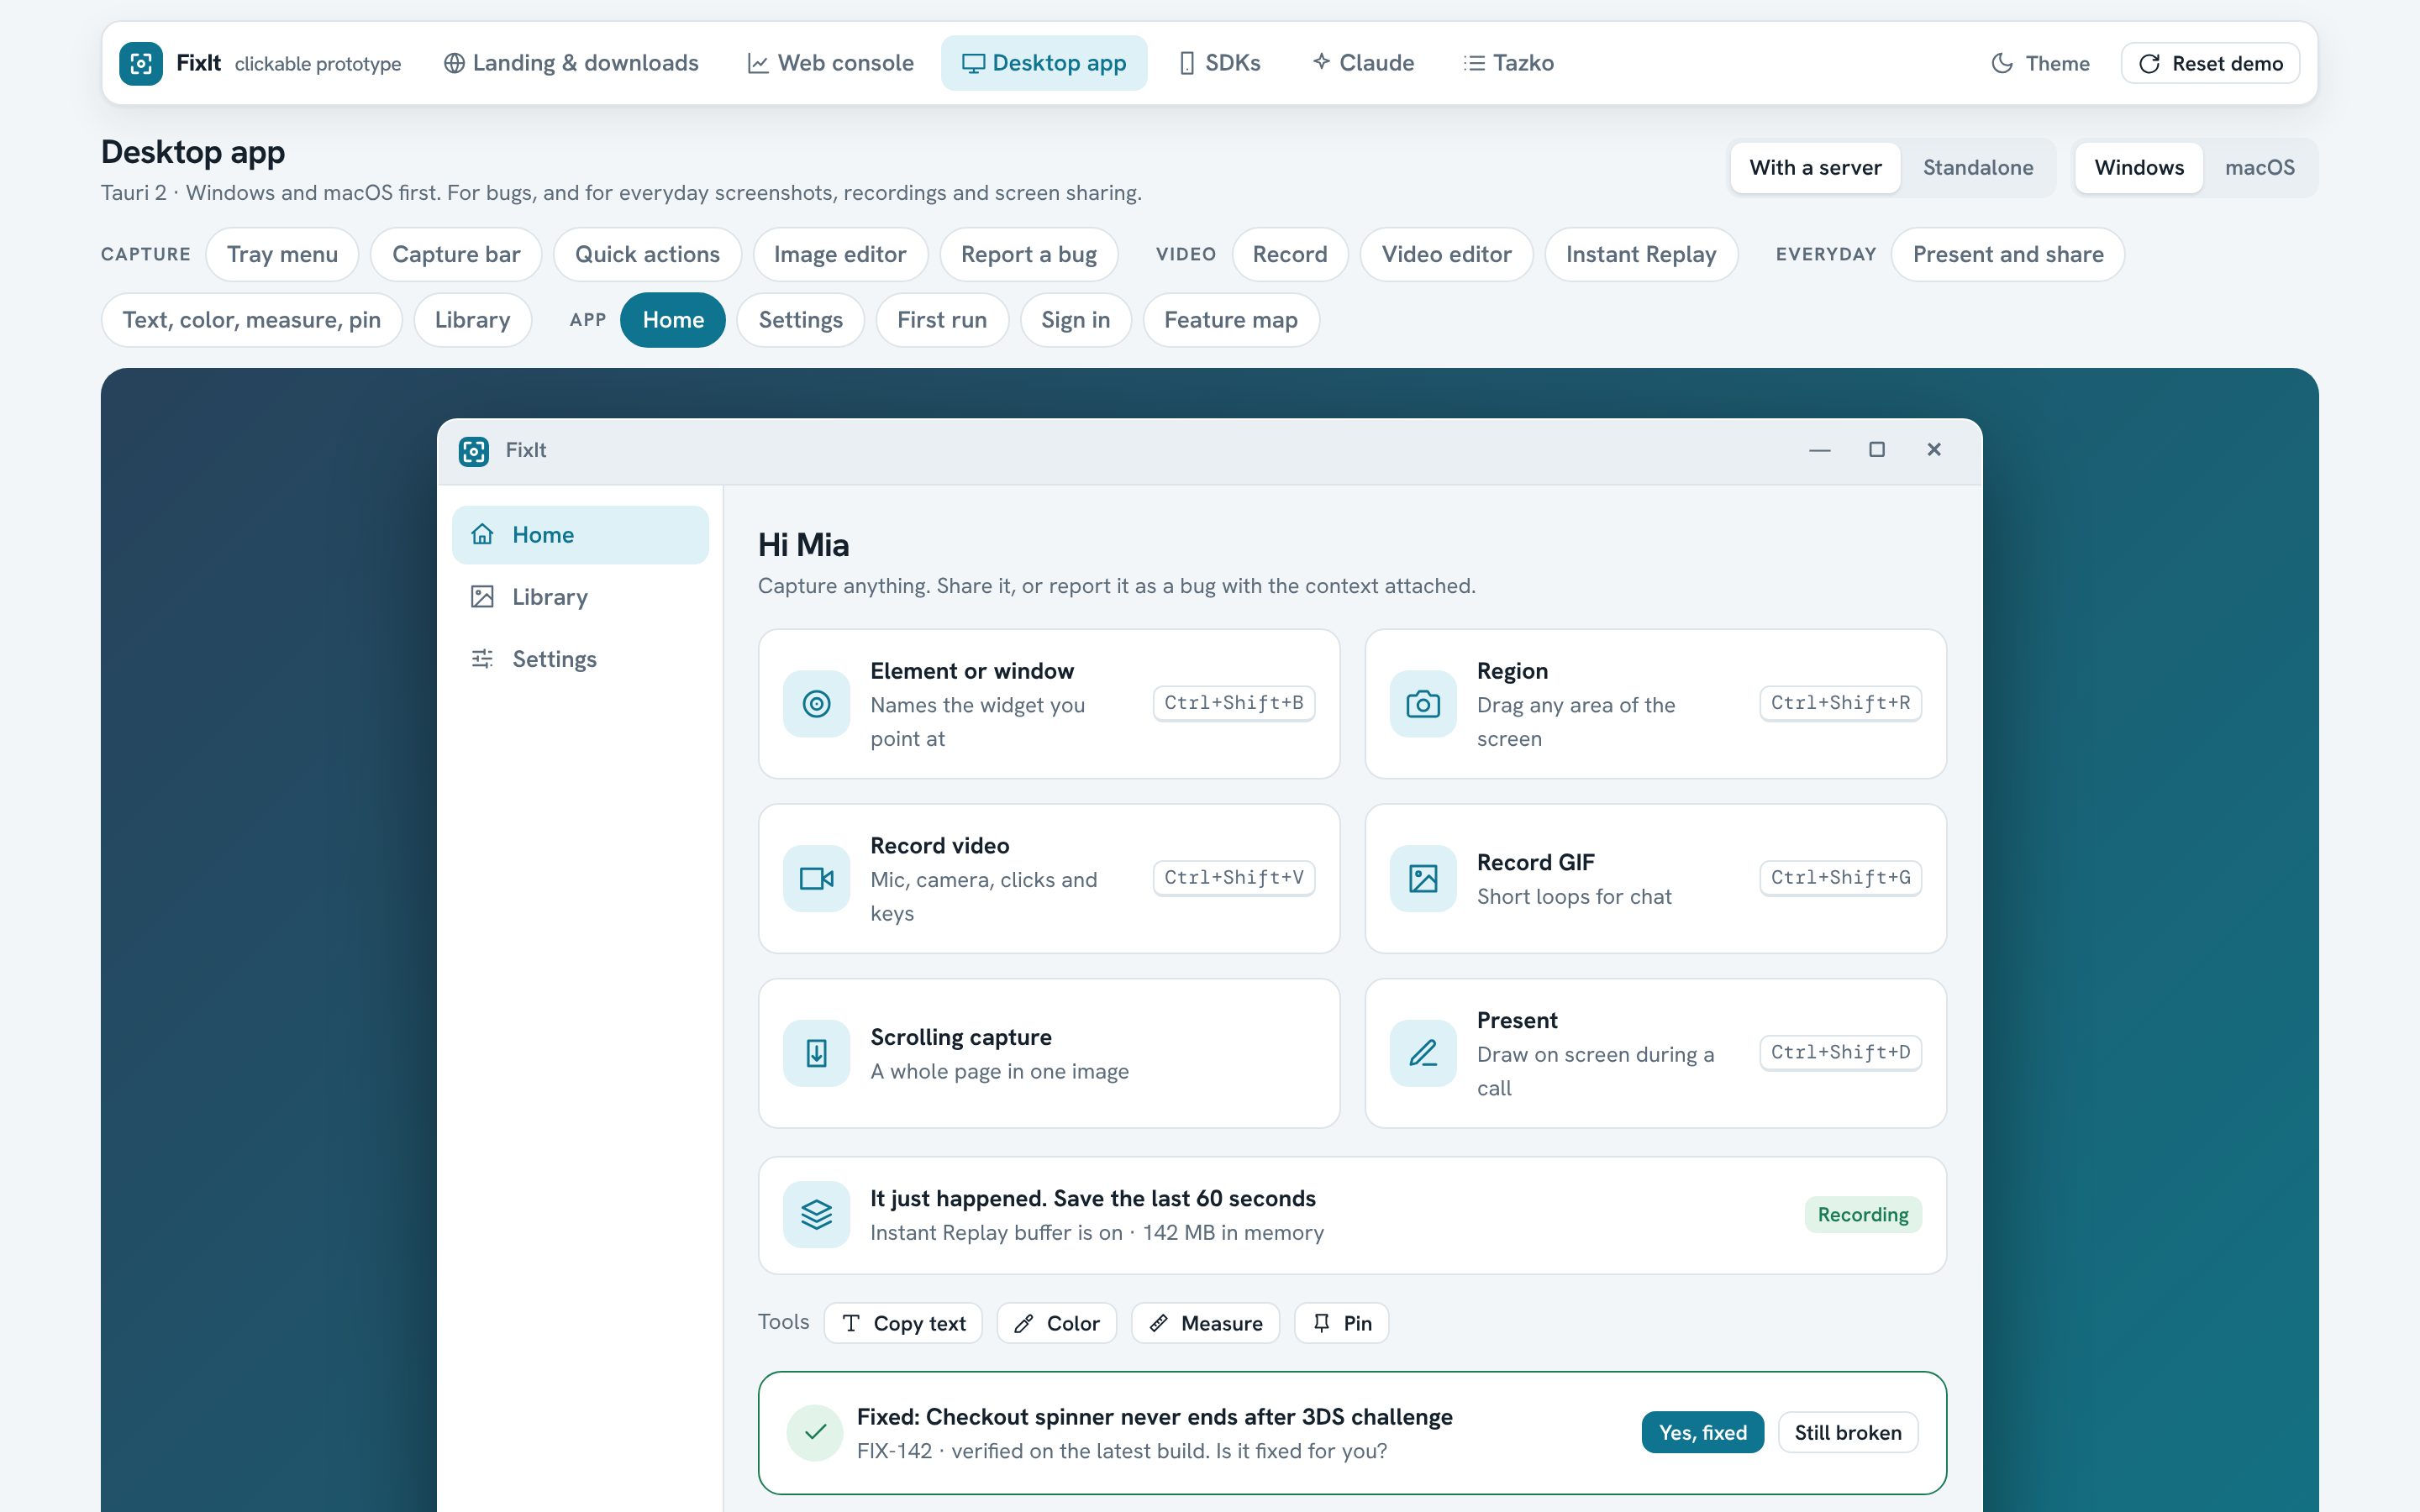 FixIt clickable prototype Landing & downloads Web console Desktop app SDKs Claude Tazko Theme Reset demo
Desktop app
With a server Standalone Windows macOS
Tauri 2 · Windows and macOS first. For bugs, and for everyday screenshots, recordings and screen sharing.
CAPTURE Tray menu Capture bar Quick actions Image editor Report a bug VIDEO Record Video editor Instant Replay EVERYDAY Present and share
Text, color, measure, pin Library APP Home Settings First run Sign in Feature map
FixIt
Home
Library
Settings
Hi Mia
Capture anything. Share it, or report it as a bug with the context attached.
Element or window
Names the widget you
point at
Ctrl+Shift+B
Region
Drag any area of the
screen
Ctrl+Shift+R
Record video
Mic, camera, clicks and
keys
Ctrl+Shift+V
Record GIF
Short loops for chat
Ctrl+Shift+G
Scrolling capture
A whole page in one image
Present
Draw on screen during a
call
Ctrl+Shift+D
It just happened. Save the last 60 seconds
Instant Replay buffer is on · 142 MB in memory
Recording
Tools Copy text Color Measure Pin
Fixed: Checkout spinner never ends after 3DS challenge
FIX-142 · verified on the latest build. Is it fixed for you?
Yes, fixed Still broken